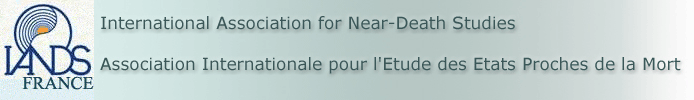 IANDS
FRANCE
International Association for Near-Death Studies
Association Internationale pour l'Etude des Etats Proches de la Mort